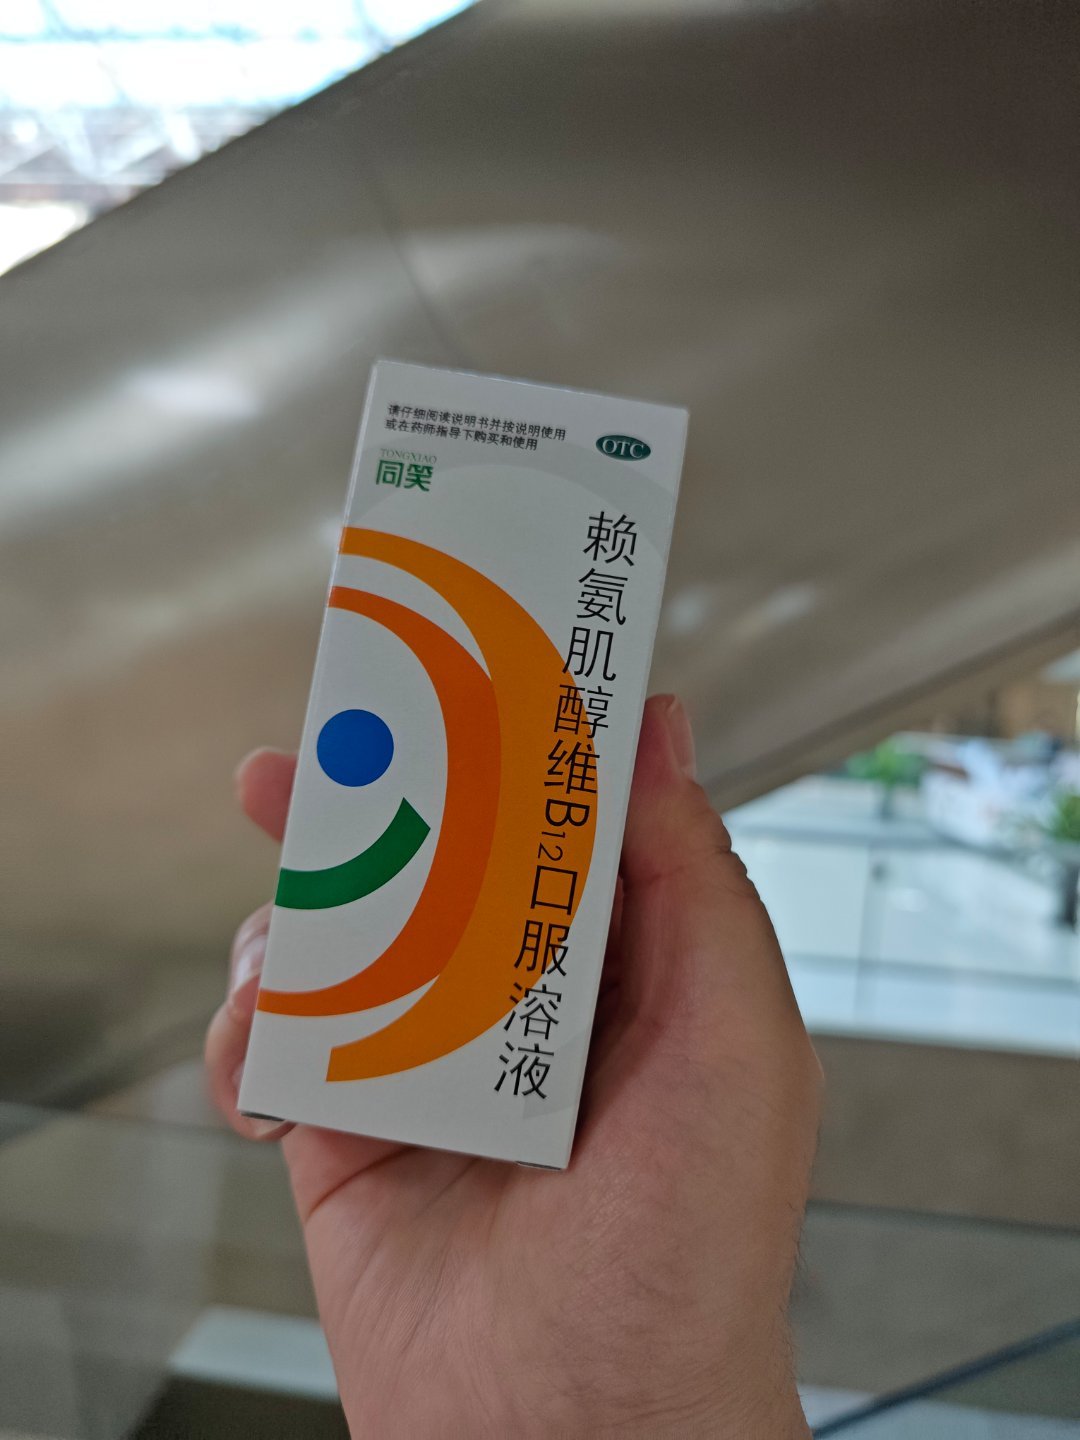 请仔细阅读说明书并按说明使用
或在药师指导下购买和使用
OTC
TONGXIAO
同笑
赖氨肌醇维B12口服溶液